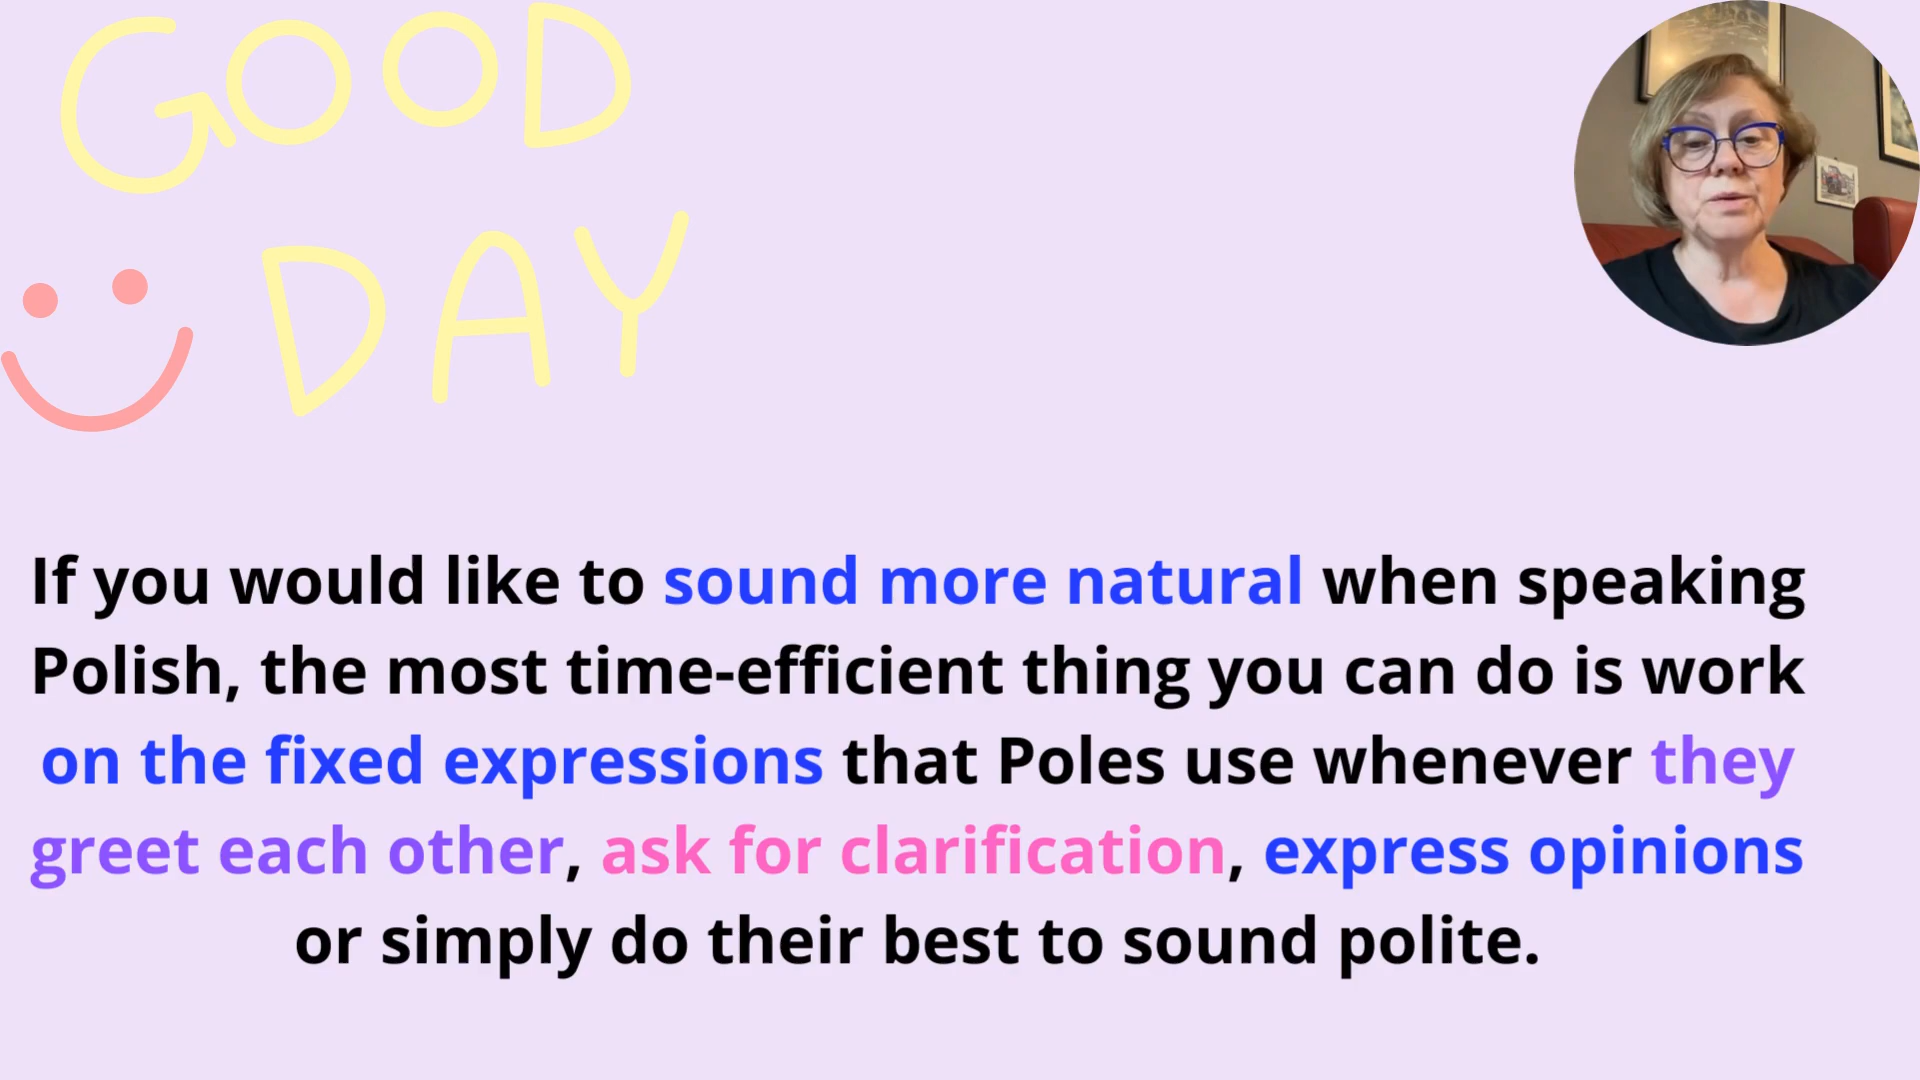 GOOD
DAY
If you would like to sound more natural when speaking
Polish, the most time-efficient thing you can do is work
on the fixed expressions that Poles use whenever they
greet each other, ask for clarification, express opinions
or simply do their best to sound polite.